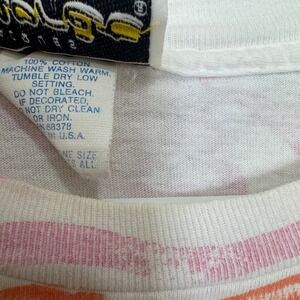 100% COTTON
MACHINE WASH WARM.
TUMBLE DRY LOW
SETTING.
DO NOT BLEACH.
IF DECORATED,
DO NOT DRY CLEAN
OR IRON.
88378
U.S.A.
SIZE
ALL